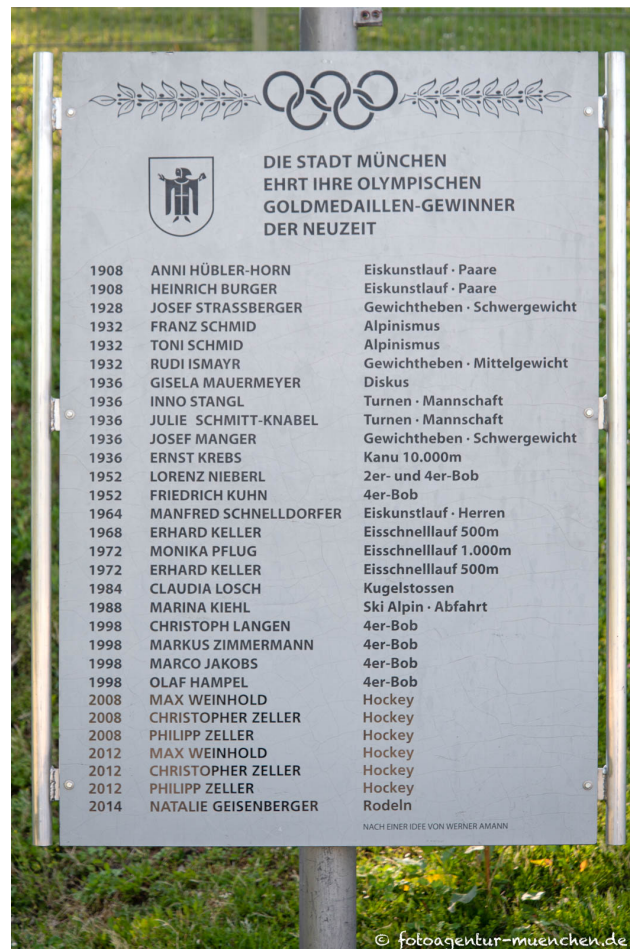 DIE STADT MÜNCHEN
EHRT IHRE OLYMPISCHEN
GOLDMEDAILLEN-GEWINNER
DER NEUZEIT
1908 ANNI HÜBLER-HORN Eiskunstlauf · Paare
1908 HEINRICH BURGER Eiskunstlauf · Paare
1928 JOSEF STRASSBERGER Gewichtheben · Schwergewicht
1932 FRANZ SCHMID Alpinismus
1932 TONI SCHMID Alpinismus
1932 RUDI ISMAYR Gewichtheben · Mittelgewicht
1936 GISELA MAUERMEYER Diskus
1936 INNO STANGL Turnen · Mannschaft
1936 JULIE SCHMITT-KNABEL Turnen · Mannschaft
1936 JOSEF MANGER Gewichtheben · Schwergewicht
1936 ERNST KREBS Kanu 10.000m
1952 LORENZ NIEBERL 2er- und 4er-Bob
1952 FRIEDRICH KUHN 4er-Bob
1964 MANFRED SCHNELLDORFER Eiskunstlauf · Herren
1968 ERHARD KELLER Eisschnelllauf 500m
1972 MONIKA PFLUG Eisschnelllauf 1.000m
1972 ERHARD KELLER Eisschnelllauf 500m
1984 CLAUDIA LOSCH Kugelstossen
1988 MARINA KIEHL Ski Alpin · Abfahrt
1998 CHRISTOPH LANGEN 4er-Bob
1998 MARKUS ZIMMERMANN 4er-Bob
1998 MARCO JAKOBS 4er-Bob
1998 OLAF HAMPEL 4er-Bob
2008 MAX WEINHOLD Hockey
2008 CHRISTOPHER ZELLER Hockey
2008 PHILIPP ZELLER Hockey
2012 MAX WEINHOLD Hockey
2012 CHRISTOPHER ZELLER Hockey
2012 PHILIPP ZELLER Hockey
2014 NATALIE GEISENBERGER Rodeln
NACH EINER IDEE VON WERNER AMANN
© fotoagentur-muenchen.de